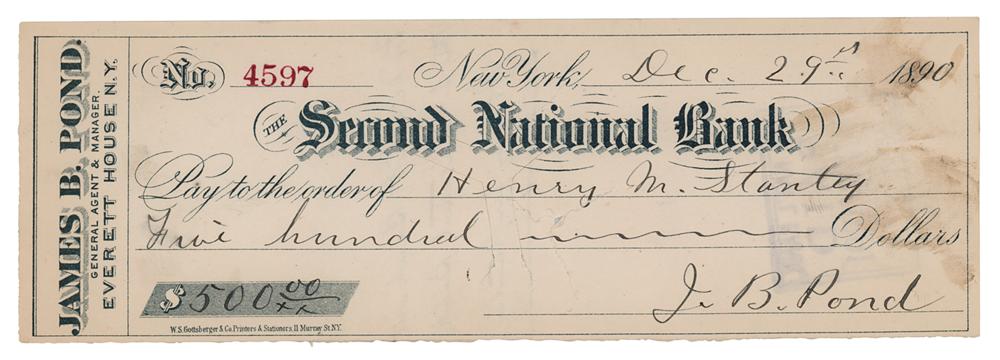 JAMES B. POND.
GENERAL AGENT & MANAGER.
EVERETT HOUSE N.Y.
No. 4597 New York, Dec. 29th 1890
THE Second National Bank
Pay to the order of Henry M. Stanley
Five hundred Dollars
$500 00/xx
J. B. Pond
W.S. Gottsberger & Co. Printers & Stationers, 11 Murray St. N.Y.